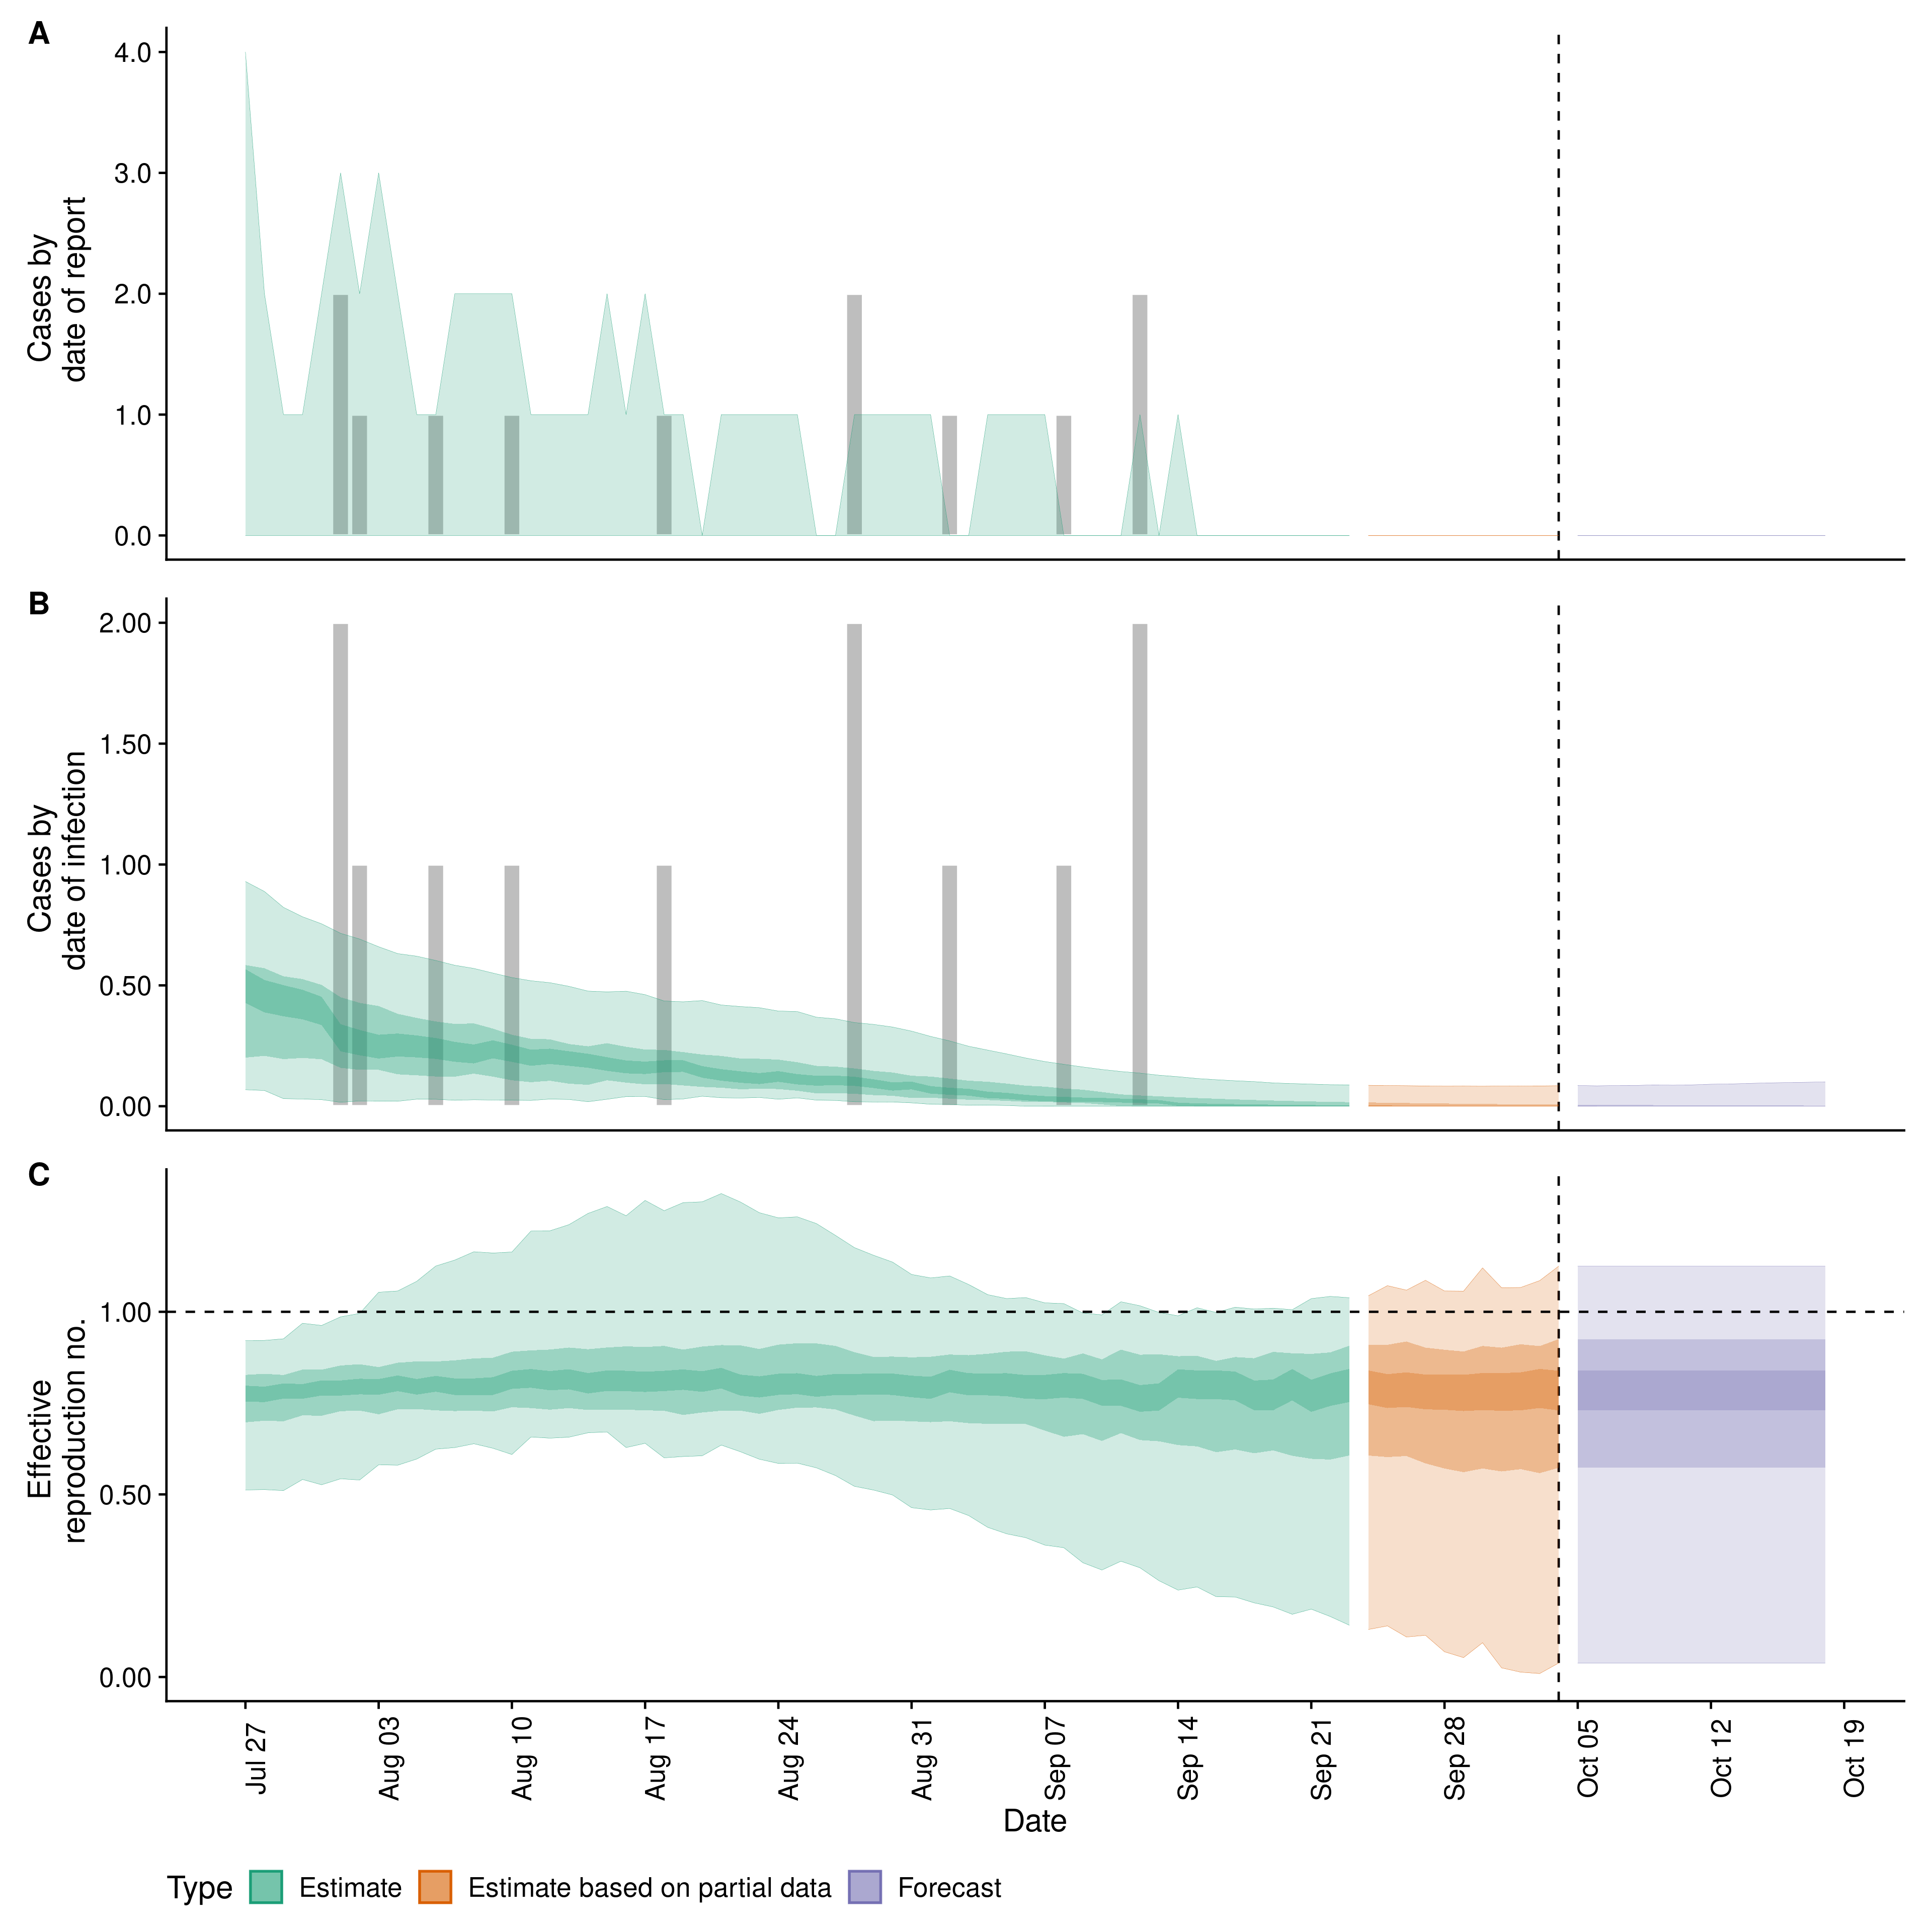 A
4.0
3.0
2.0
1.0
0.0
Cases by
date of report
B
2.00
1.50
1.00
0.50
0.00
Cases by
date of infection
C
1.00
0.50
0.00
Effective
reproduction no.
Jul 27
Aug 03
Aug 10
Aug 17
Aug 24
Aug 31
Sep 07
Sep 14
Sep 21
Sep 28
Oct 05
Oct 12
Oct 19
Date
Type Estimate Estimate based on partial data Forecast